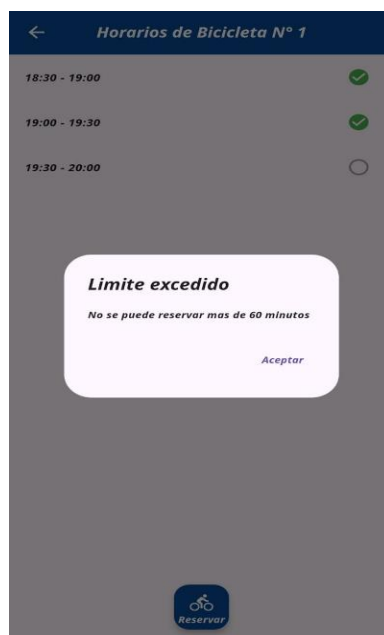 Horarios de Bicicleta N° 1
18:30 - 19:00
19:00 - 19:30
19:30 - 20:00
Limite excedido
No se puede reservar mas de 60 minutos
Aceptar
Reservar